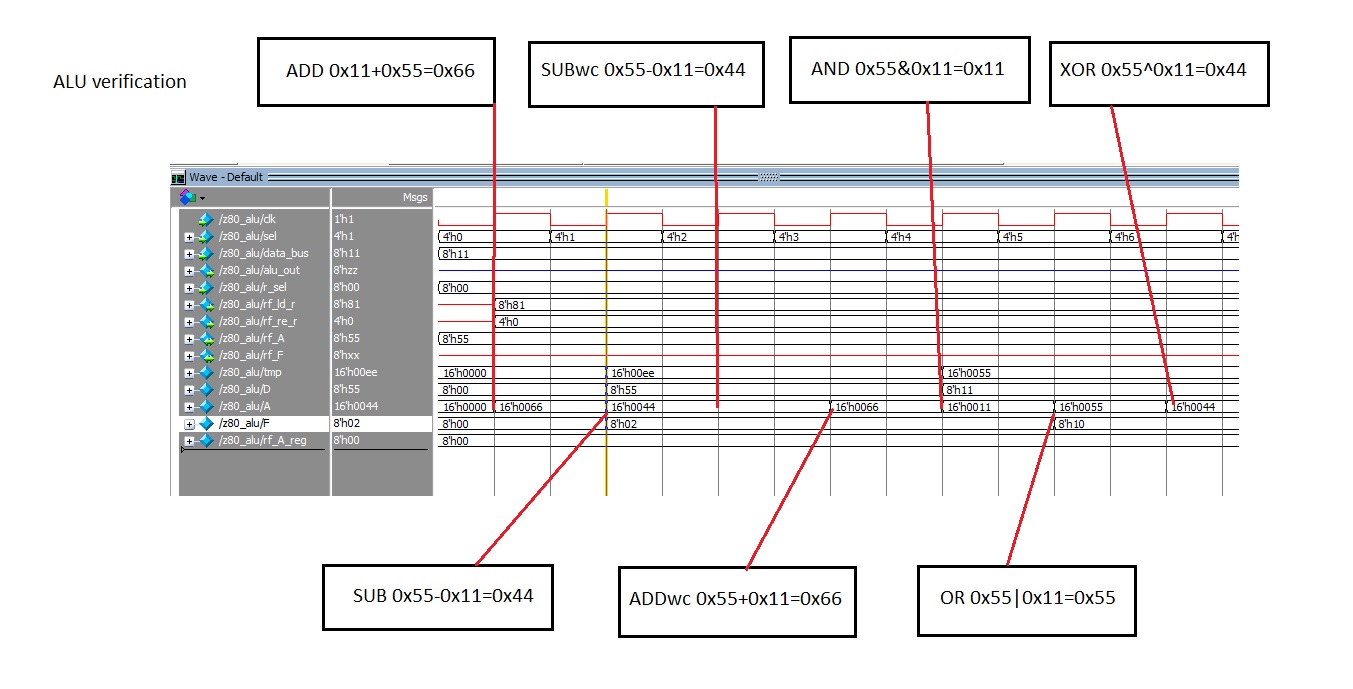 ALU verification
ADD 0x11+0x55=0x66
SUBwc 0x55-0x11=0x44
AND 0x55&0x11=0x11
XOR 0x55^0x11=0x44
Wave - Default
Msgs
/z80_alu/clk 1'h1
/z80_alu/sel 4'h1 4'h0 4'h1 4'h2 4'h3 4'h4 4'h5 4'h6 4'h
/z80_alu/data_bus 8'h11 8'h11
/z80_alu/alu_out 8'hzz
/z80_alu/r_sel 8'h00 8'h00
/z80_alu/rf_ld_r 8'h81 8'h81
/z80_alu/rf_re_r 4'h0 4'h0
/z80_alu/rf_A 8'h55 8'h55
/z80_alu/rf_F 8'hxx
/z80_alu/tmp 16'h00ee 16'h0000 16'h00ee 16'h0055
/z80_alu/D 8'h55 8'h00 8'h55 8'h11
/z80_alu/A 16'h0044 16'h0000 16'h0066 16'h0044 16'h0066 16'h0011 16'h0055 16'h0044
/z80_alu/F 8'h02 8'h00 8'h02 8'h10
/z80_alu/rf_A_reg 8'h00 8'h00
SUB 0x55-0x11=0x44
ADDwc 0x55+0x11=0x66
OR 0x55|0x11=0x55